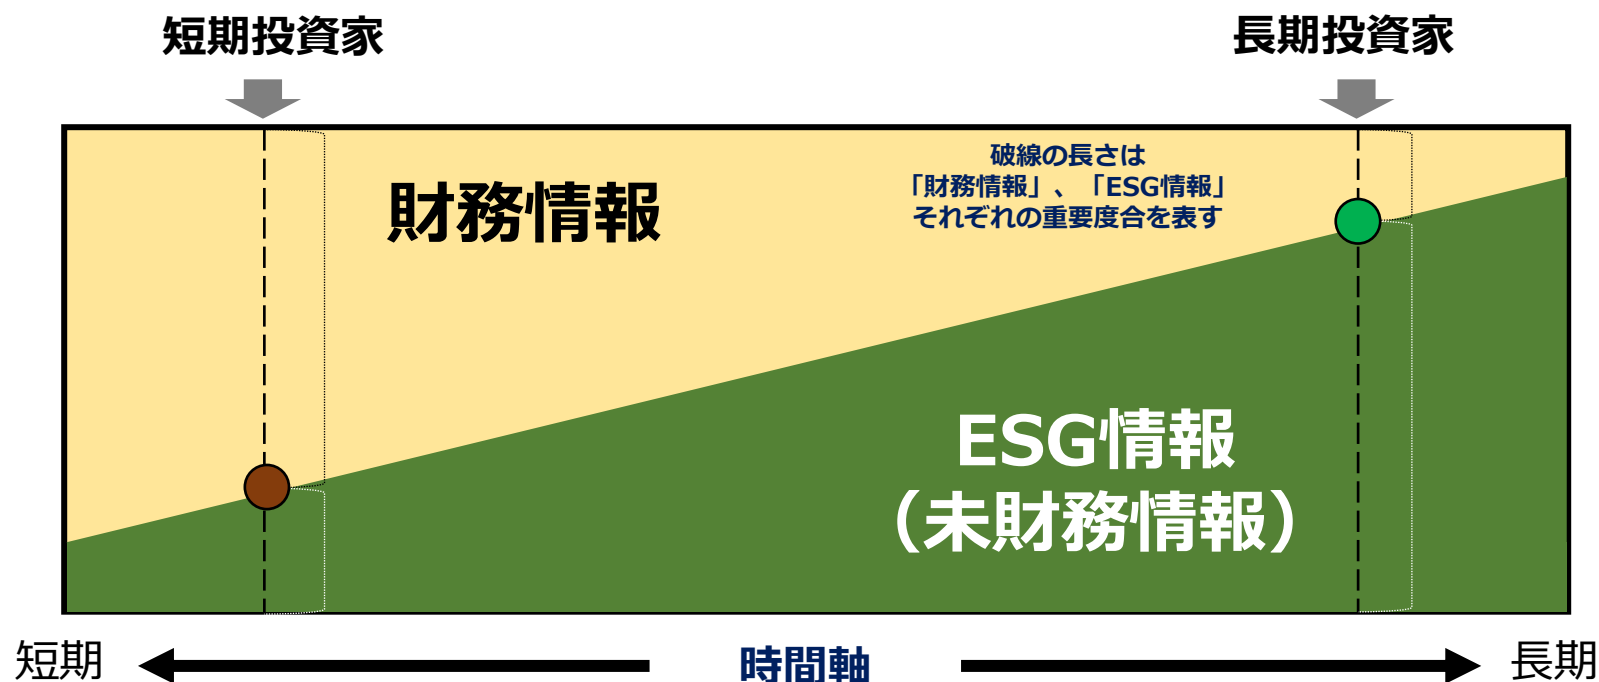 短期投資家
長期投資家
破線の長さは
「財務情報」、「ESG情報」
それぞれの重要度合を表す
財務情報
ESG情報
（未財務情報）
短期
時間軸
長期